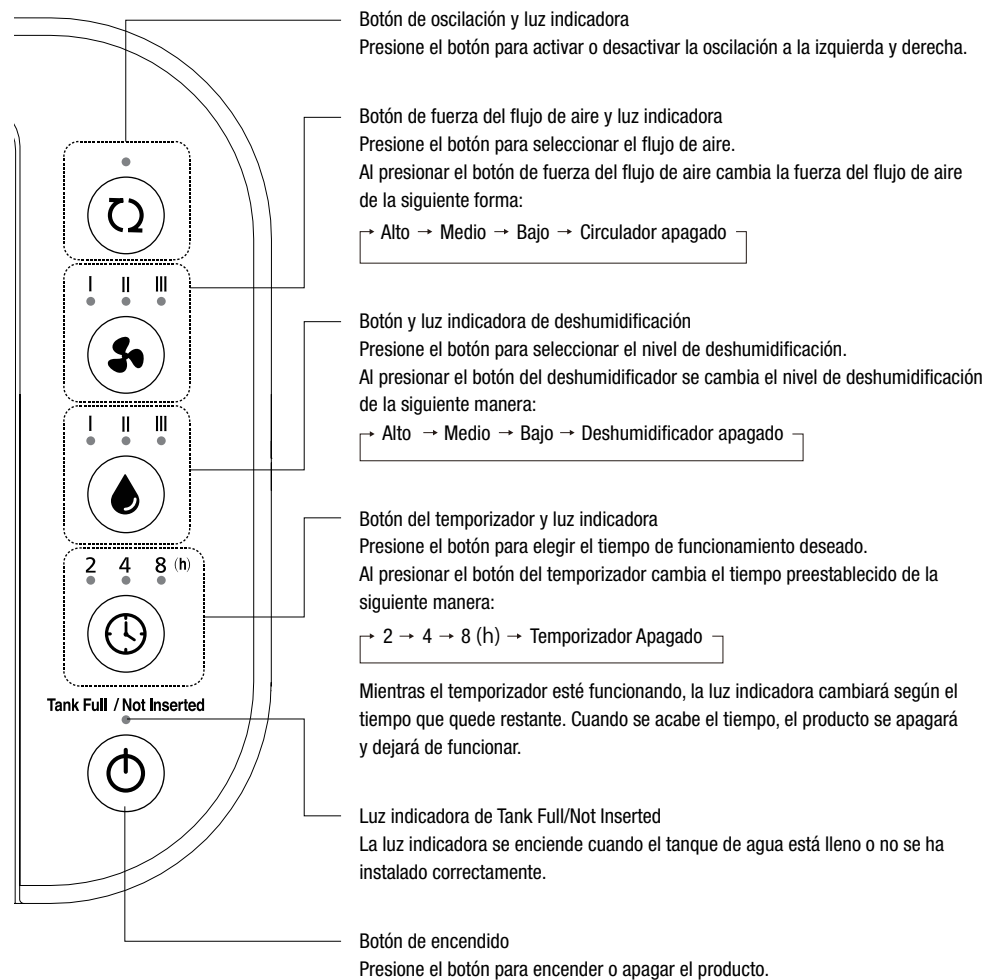 Botón de oscilación y luz indicadora
Presione el botón para activar o desactivar la oscilación a la izquierda y derecha.
Botón de fuerza del flujo de aire y luz indicadora
Presione el botón para seleccionar el flujo de aire.
Al presionar el botón de fuerza del flujo de aire cambia la fuerza del flujo de aire
de la siguiente forma:
→ Alto → Medio → Bajo → Circulador apagado
I II III
Botón y luz indicadora de deshumidificación
Presione el botón para seleccionar el nivel de deshumidificación.
Al presionar el botón del deshumidificador se cambia el nivel de deshumidificación
de la siguiente manera:
→ Alto → Medio → Bajo → Deshumidificador apagado
I II III
Botón del temporizador y luz indicadora
Presione el botón para elegir el tiempo de funcionamiento deseado.
Al presionar el botón del temporizador cambia el tiempo preestablecido de la
siguiente manera:
→ 2 → 4 → 8 (h) → Temporizador Apagado
2 4 8 (h)
Mientras el temporizador esté funcionando, la luz indicadora cambiará según el
tiempo que quede restante. Cuando se acabe el tiempo, el producto se apagará
y dejará de funcionar.
Tank Full / Not Inserted
Luz indicadora de Tank Full/Not Inserted
La luz indicadora se enciende cuando el tanque de agua está lleno o no se ha
instalado correctamente.
Botón de encendido
Presione el botón para encender o apagar el producto.